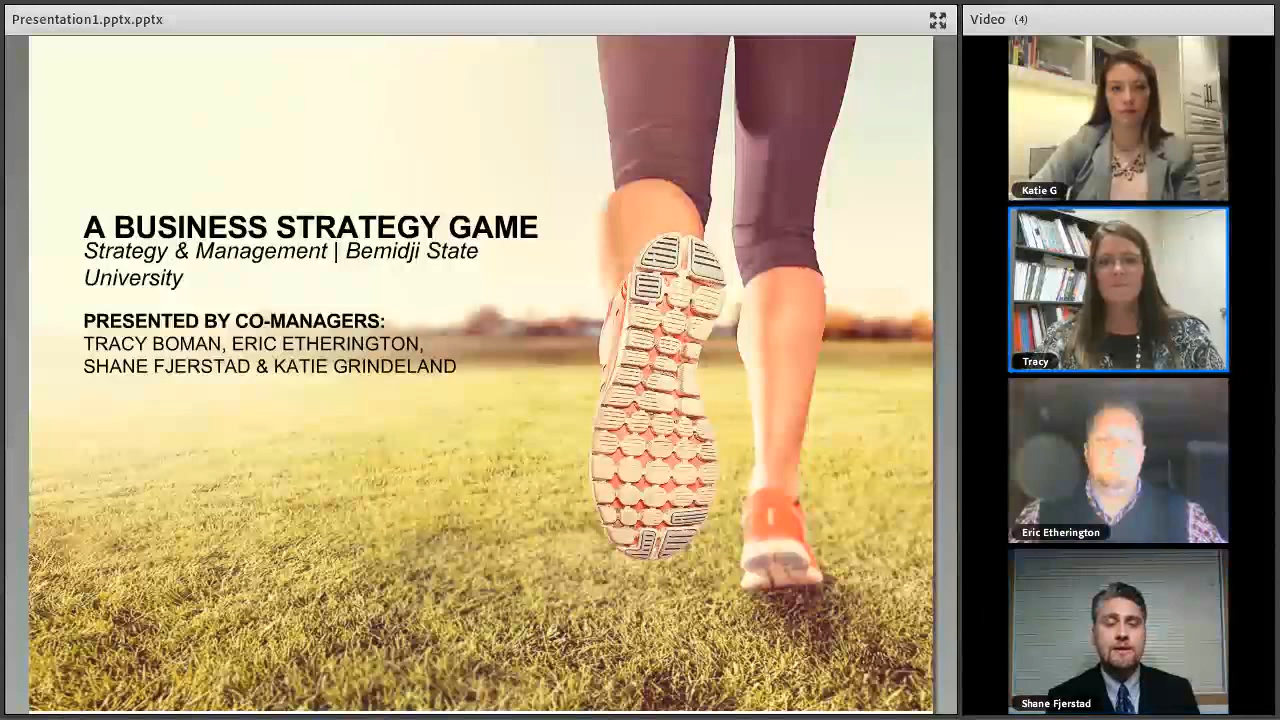 Presentation1.pptx.pptx
Video (4)
A BUSINESS STRATEGY GAME
Strategy & Management | Bemidji State
University
PRESENTED BY CO-MANAGERS:
TRACY BOMAN, ERIC ETHERINGTON,
SHANE FJERSTAD & KATIE GRINDELAND
Katie G
Tracy
Eric Etherington
Shane Fjerstad